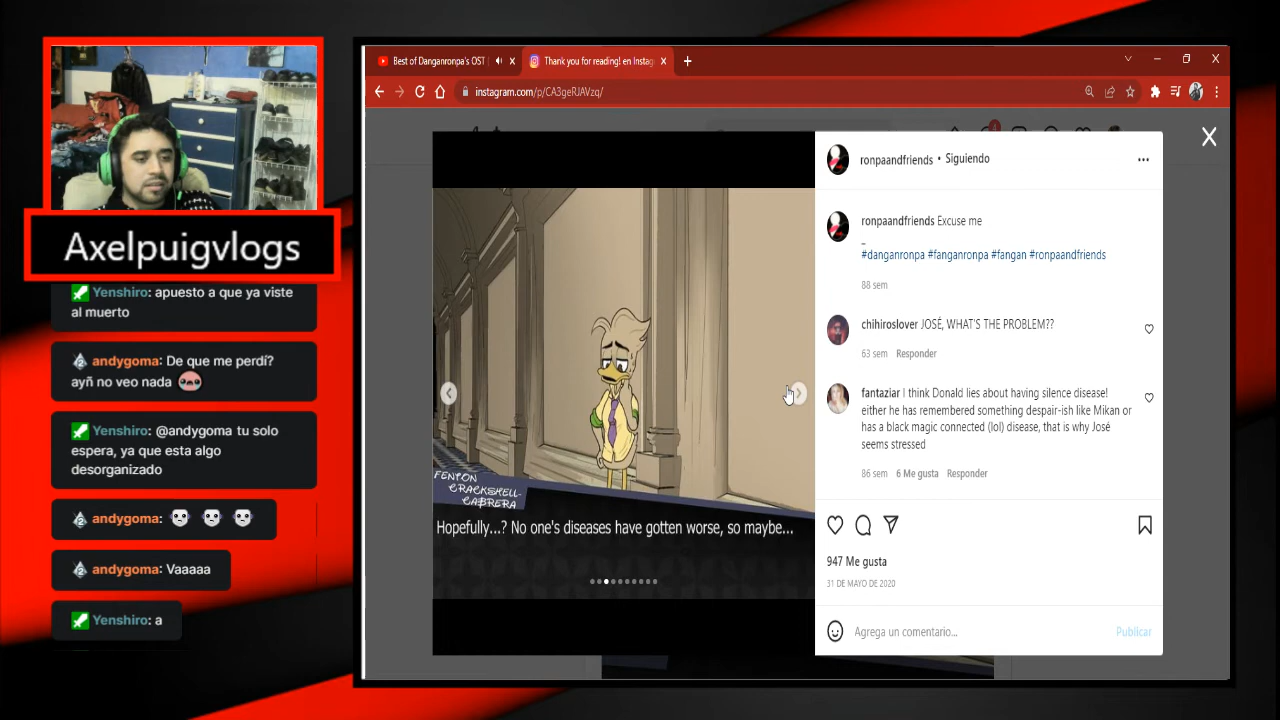 Axelpuigvlogs
Yenshiro: apuesto a que ya viste
al muerto
andygoma: De que me perdí?
ayñ no veo nada
Yenshiro: @andygoma tu solo
espera, ya que esta algo
desorganizado
andygoma:
andygoma: Vaaaaa
Yenshiro: a
Best of Danganronpa's OST
Thank you for reading! en Instag
instagram.com/p/CA3geRJAVzq/
FENTON
CRACKSHELL-
CABRERA
Hopefully...? No one's diseases have gotten worse, so maybe...
ronpaandfriends • Siguiendo
ronpaandfriends Excuse me
_
#danganronpa #fanganronpa #fangan #ronpaandfriends
88 sem
chihiroslover JOSÉ, WHAT'S THE PROBLEM??
63 sem Responder
fantaziar I think Donald lies about having silence disease!
either he has remembered something despair-ish like Mikan or
has a black magic connected (lol) disease, that is why José
seems stressed
86 sem 6 Me gusta Responder
947 Me gusta
31 DE MAYO DE 2020
Agrega un comentario...
Publicar